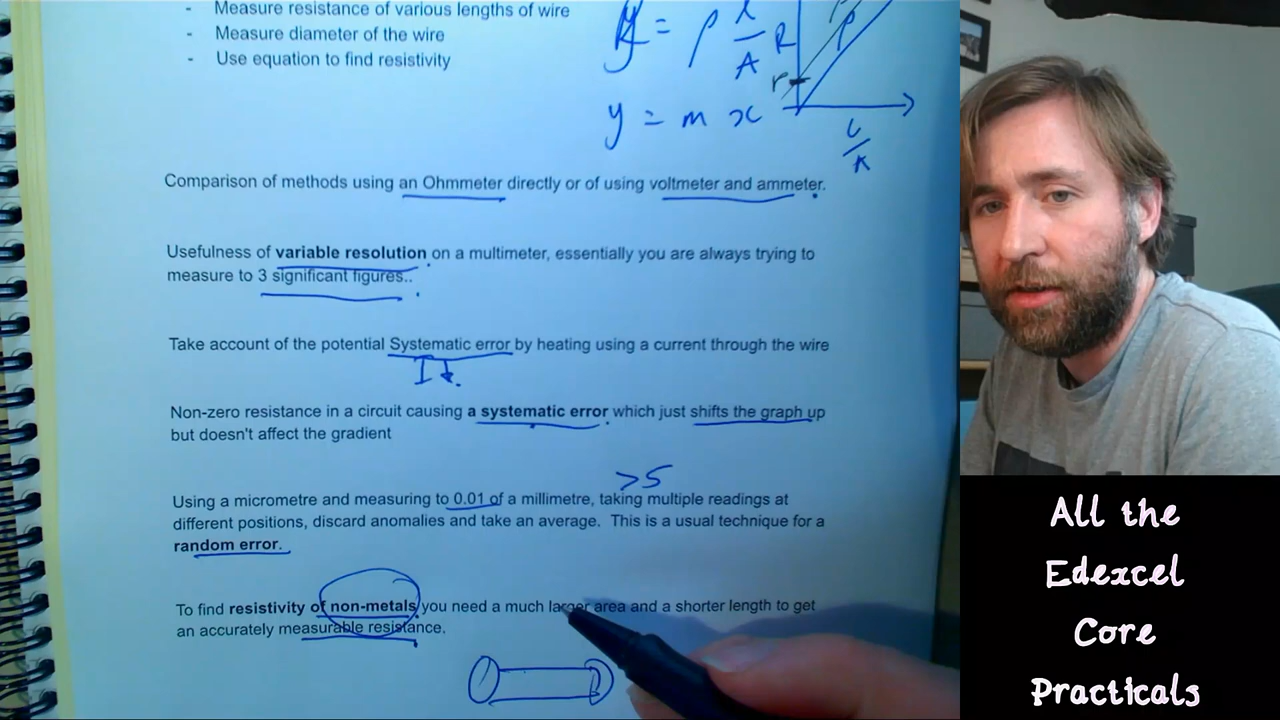 - Measure resistance of various lengths of wire
- Measure diameter of the wire
- Use equation to find resistivity
= ρ l/A
y = m x
R
r
ρ
Comparison of methods using an Ohmmeter directly or of using voltmeter and ammeter.
Usefulness of variable resolution on a multimeter, essentially you are always trying to
measure to 3 significant figures..
Take account of the potential Systematic error by heating using a current through the wire
I↓.
Non-zero resistance in a circuit causing a systematic error which just shifts the graph up
but doesn't affect the gradient
>5
Using a micrometre and measuring to 0.01 of a millimetre, taking multiple readings at
different positions, discard anomalies and take an average. This is a usual technique for a
random error.
To find resistivity of non-metals you need a much larger area and a shorter length to get
an accurately measurable resistance.
All the
Edexcel
Core
Practicals